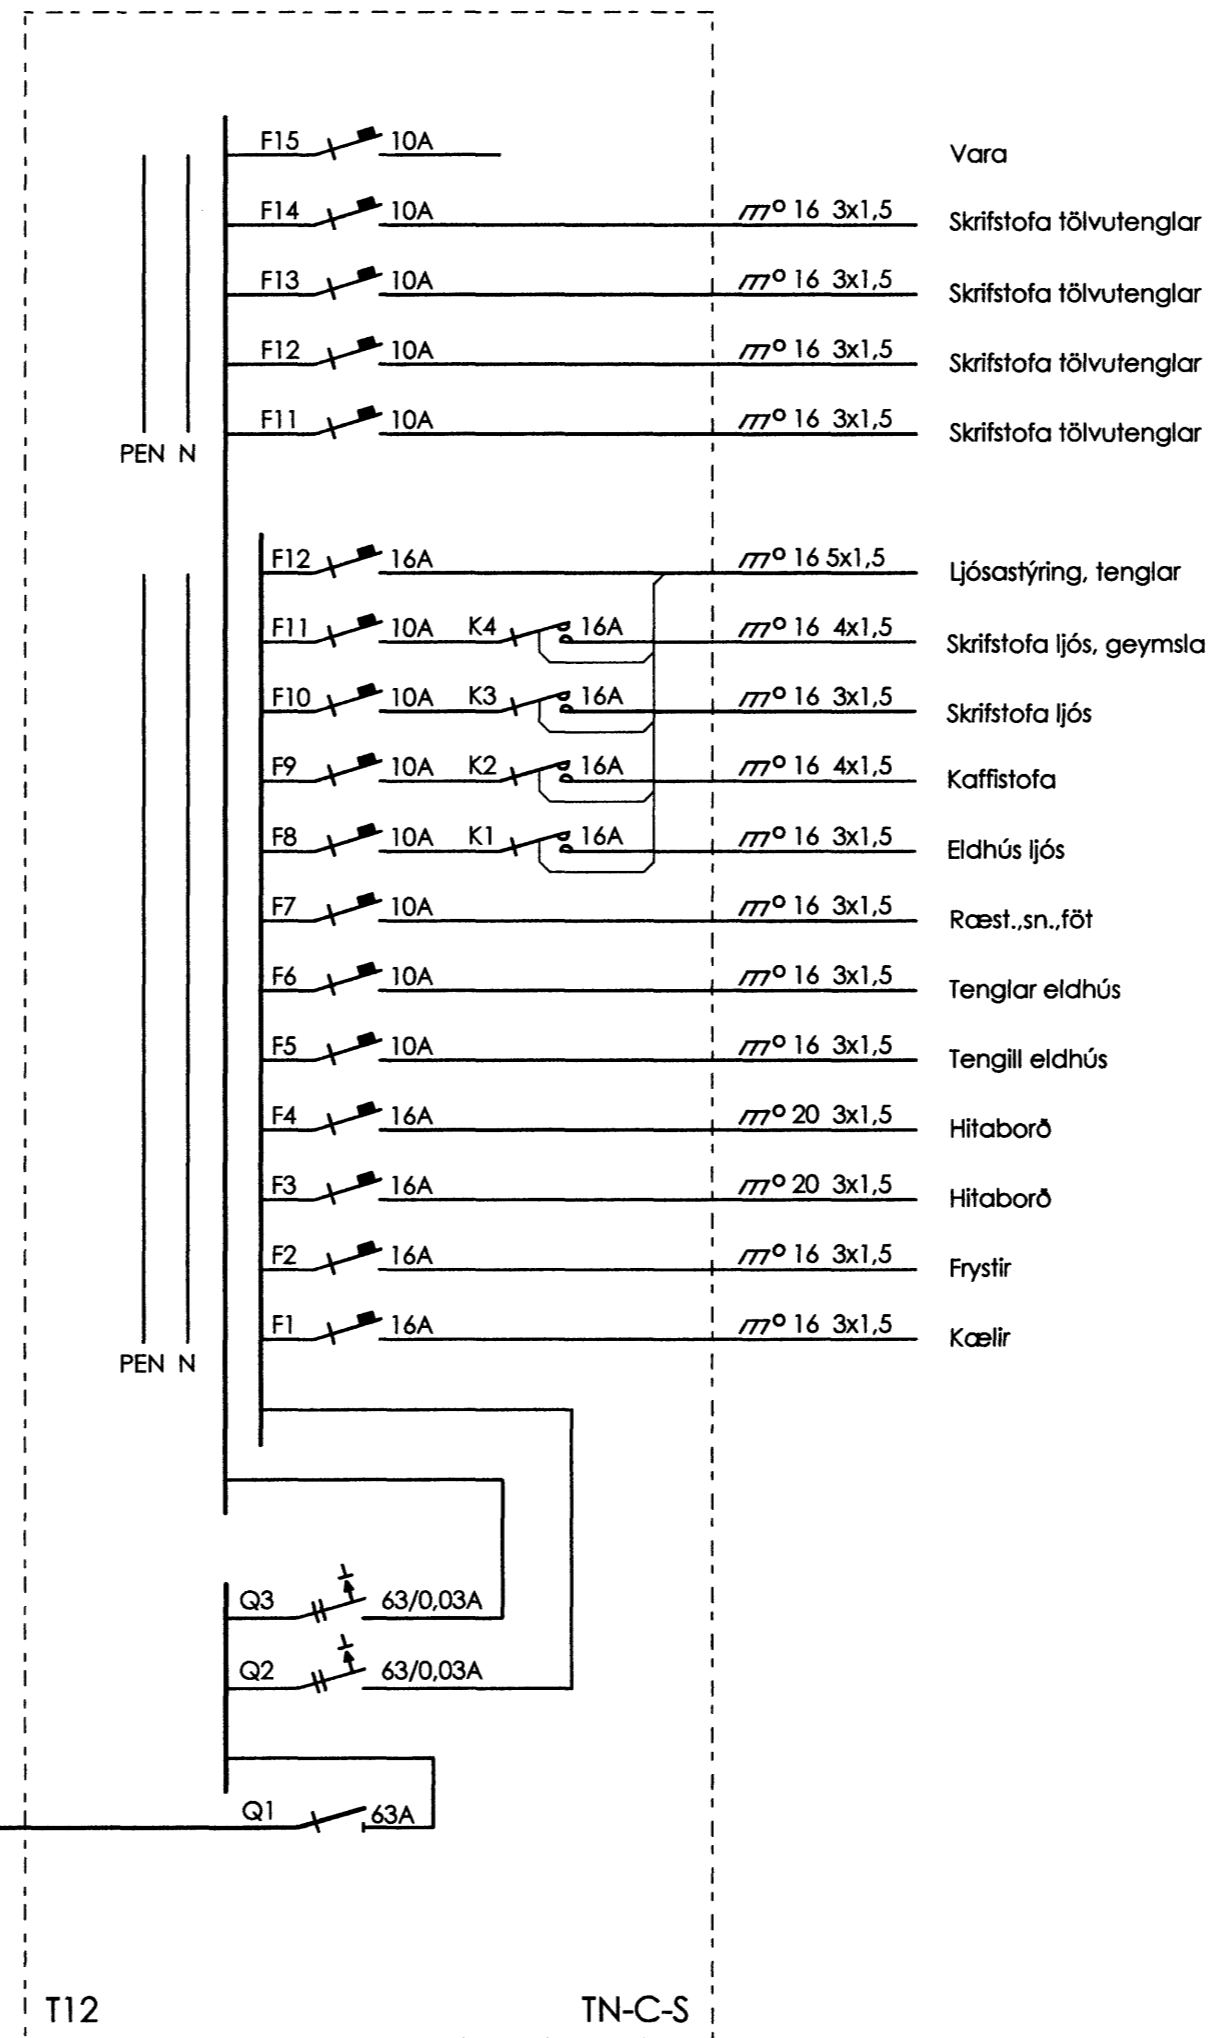 F15 10A Vara
F14 10A 16 3x1,5 Skrifstofa tölvutenglar
F13 10A 16 3x1,5 Skrifstofa tölvutenglar
F12 10A 16 3x1,5 Skrifstofa tölvutenglar
F11 10A 16 3x1,5 Skrifstofa tölvutenglar
PEN N
F12 16A 16 5x1,5 Ljósastýring, tenglar
F11 10A K4 16A 16 4x1,5 Skrifstofa ljós, geymsla
F10 10A K3 16A 16 3x1,5 Skrifstofa ljós
F9 10A K2 16A 16 4x1,5 Kaffistofa
F8 10A K1 16A 16 3x1,5 Eldhús ljós
F7 10A 16 3x1,5 Ræst.,sn.,föt
F6 10A 16 3x1,5 Tenglar eldhús
F5 10A 16 3x1,5 Tengill eldhús
F4 16A 20 3x1,5 Hitaborð
F3 16A 20 3x1,5 Hitaborð
F2 16A 16 3x1,5 Frystir
F1 16A 16 3x1,5 Kælir
PEN N
Q3 63/0,03A
Q2 63/0,03A
Q1 63A
T12 TN-C-S